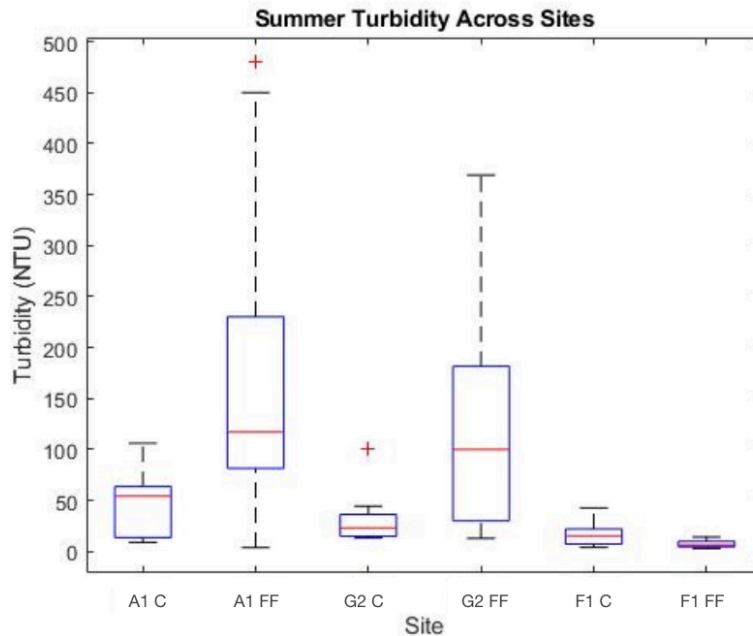 Summer Turbidity Across Sites
500
450
400
350
300
250
200
150
100
50
0
Turbidity (NTU)
A1 C A1 FF G2 C G2 FF F1 C F1 FF
Site